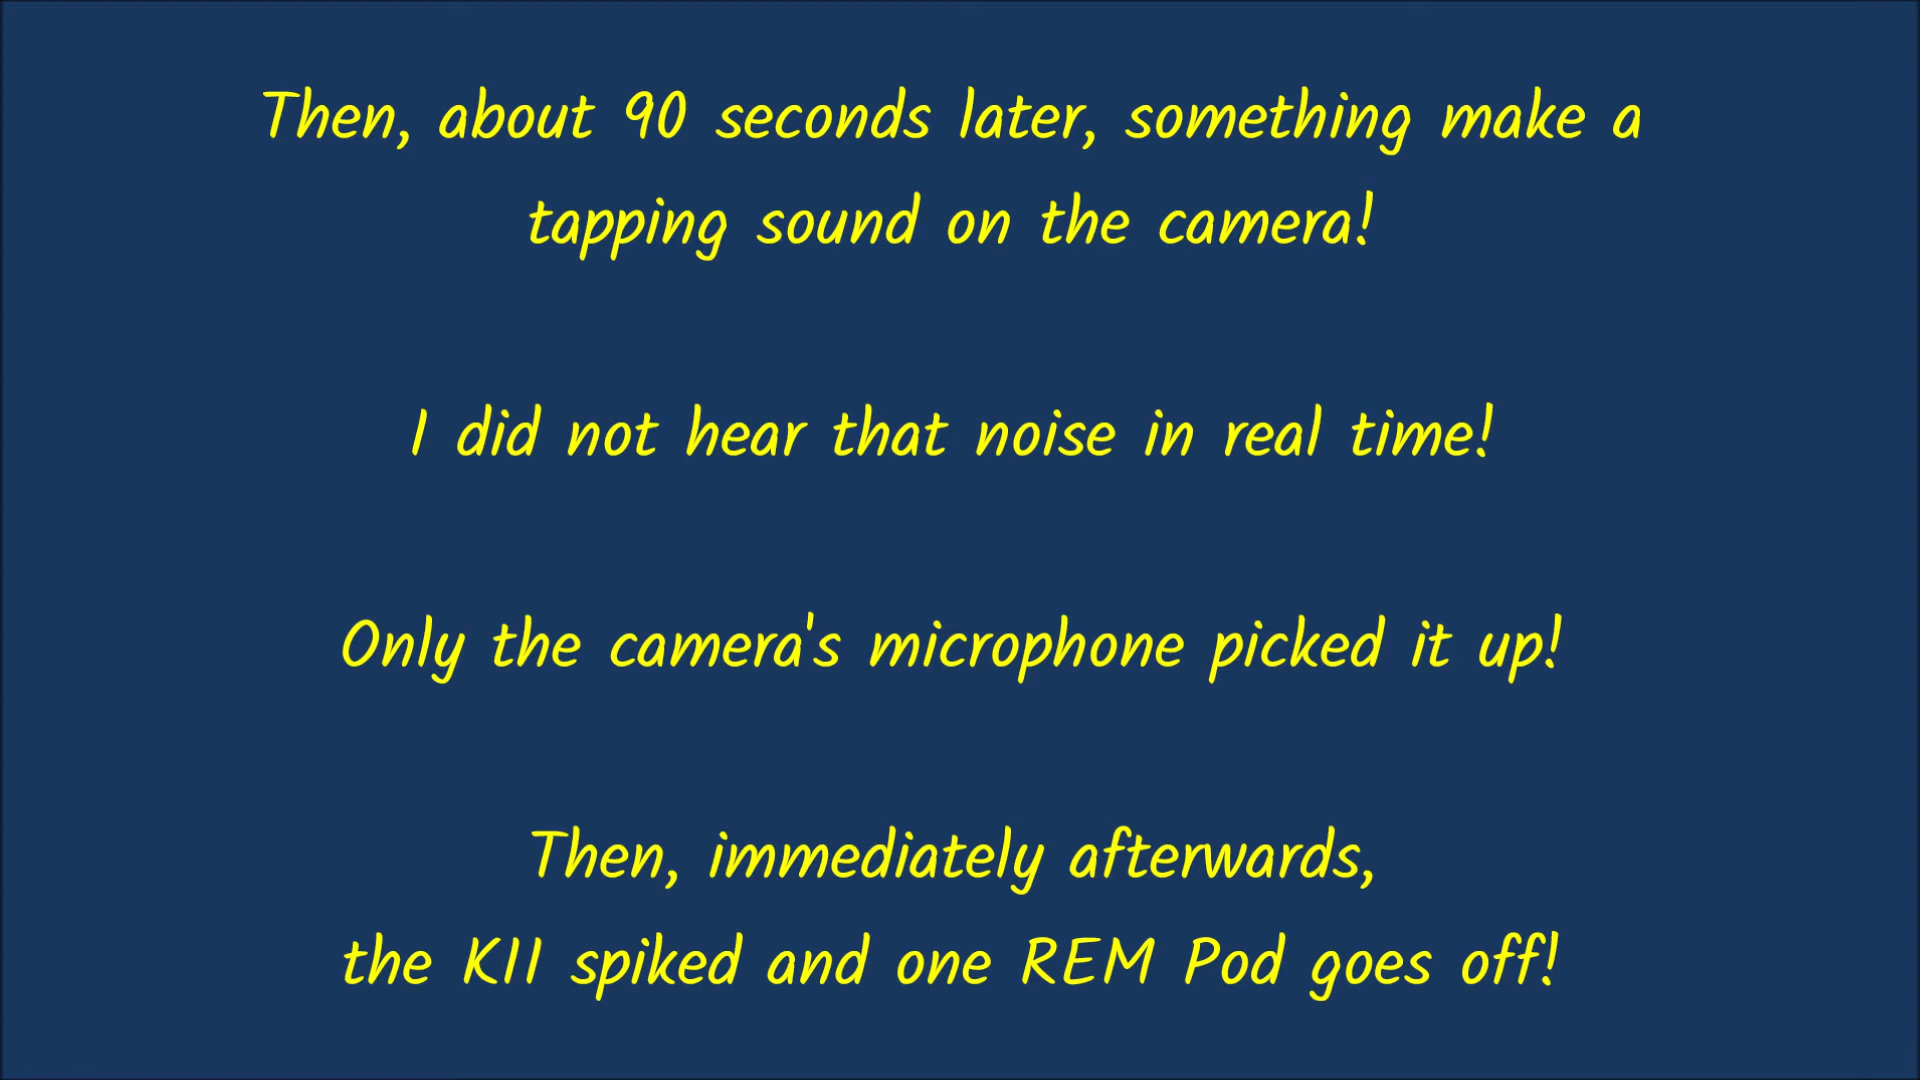 Then, about 90 seconds later, something make a
tapping sound on the camera!
I did not hear that noise in real time!
Only the camera's microphone picked it up!
Then, immediately afterwards,
the KII spiked and one REM Pod goes off!